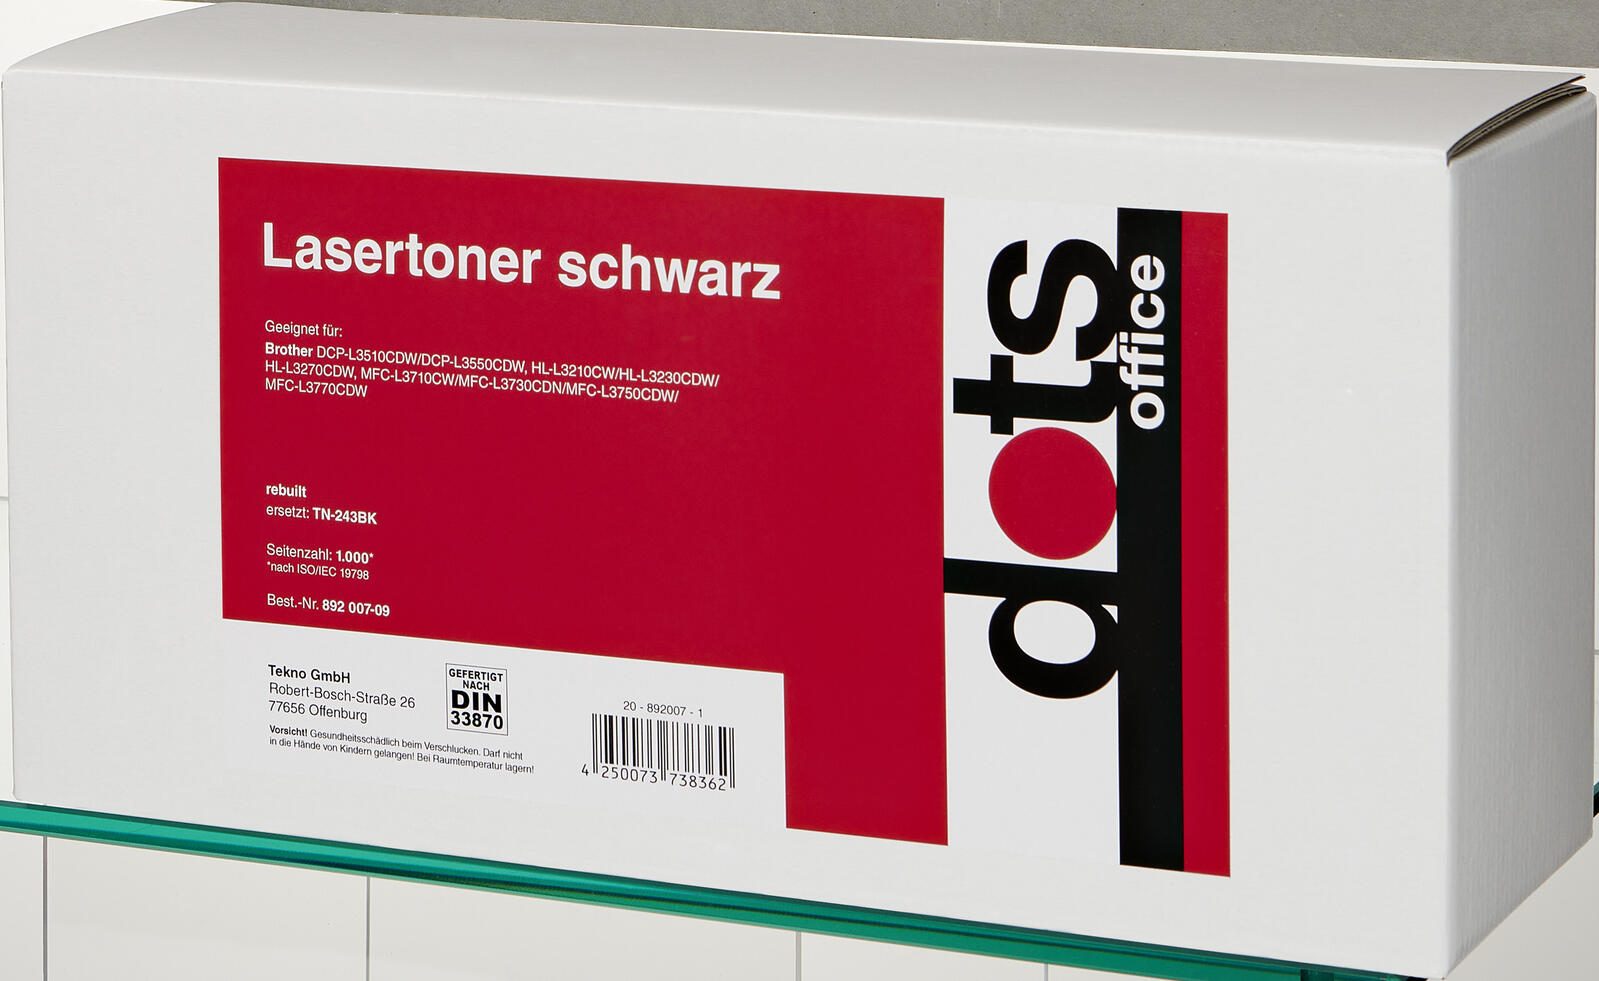 Lasertoner schwarz
Geeignet für:
Brother DCP-L3510CDW/DCP-L3550CDW, HL-L3210CW/HL-L3230CDW/
HL-L3270CDW, MFC-L3710CW/MFC-L3730CDN/MFC-L3750CDW/
MFC-L3770CDW
rebuilt
ersetzt: TN-243BK
Seitenzahl: 1.000*
*nach ISO/IEC 19798
Best.-Nr. 892 007-09
Tekno GmbH
Robert-Bosch-Straße 26
77656 Offenburg
Vorsicht! Gesundheitsschädlich beim Verschlucken. Darf nicht
in die Hände von Kindern gelangen! Bei Raumtemperatur lagern!
GEFERTIGT
NACH
DIN
33870
20 - 892007 - 1
4 250073 738362
dots
office